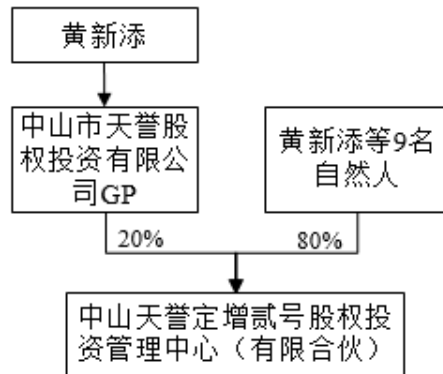 黄新添
中山市天誉股
权投资有限公
司GP
黄新添等9名
自然人
20%
80%
中山天誉定增贰号股权投
资管理中心（有限合伙）